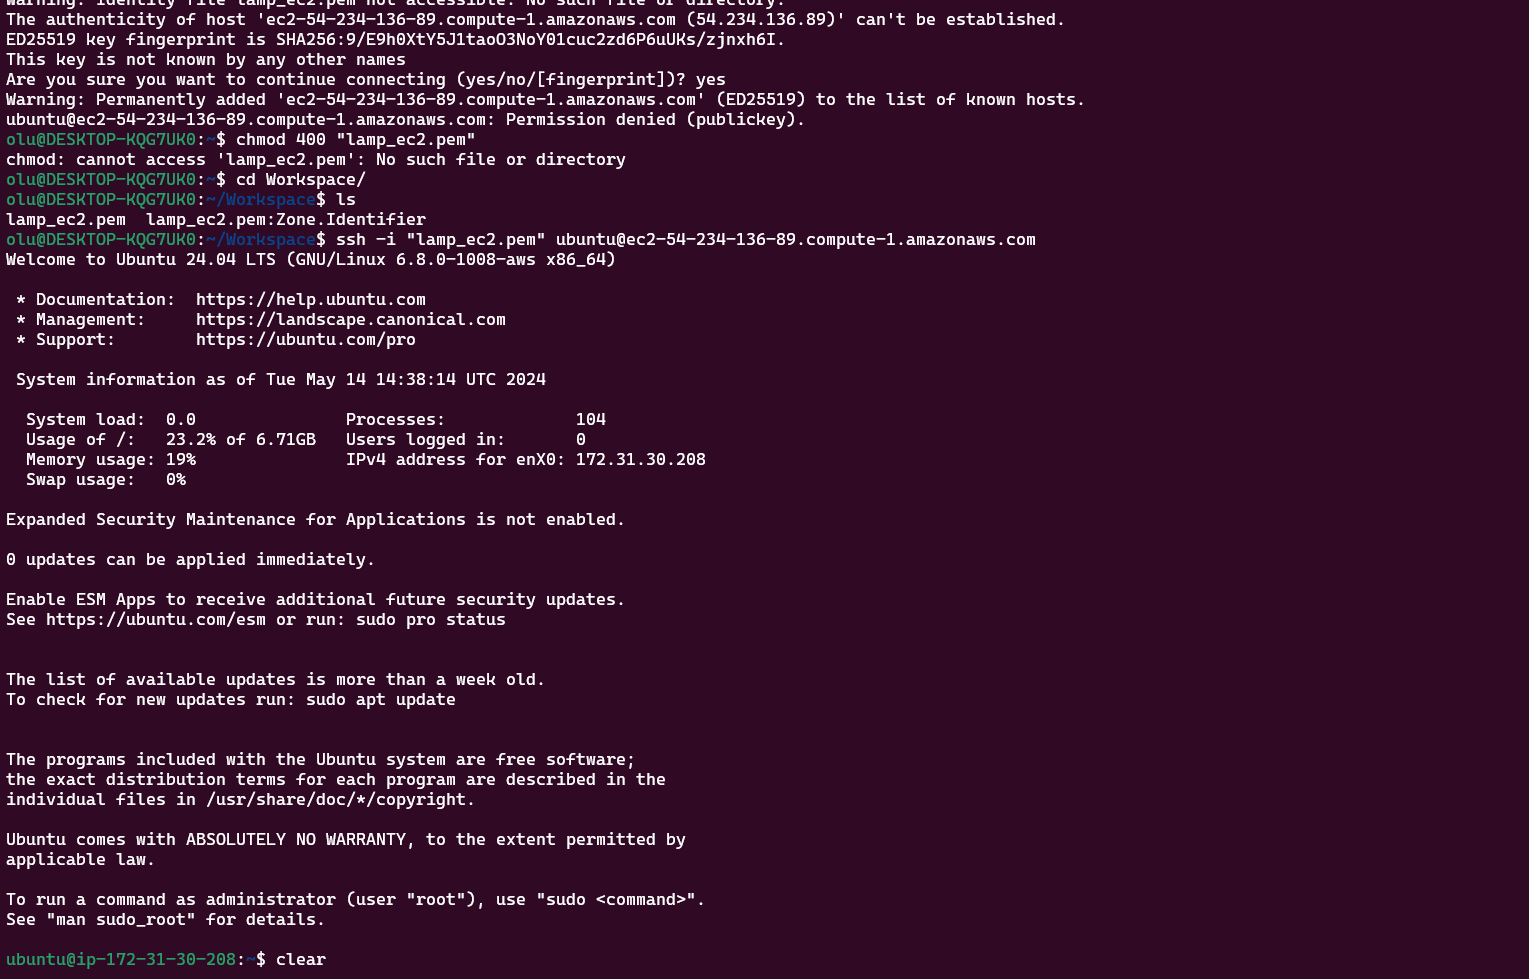 Warning: Identity file lamp_ec2.pem not accessible: No such file or directory.
The authenticity of host 'ec2-54-234-136-89.compute-1.amazonaws.com (54.234.136.89)' can't be established.
ED25519 key fingerprint is SHA256:9/E9h0XtY5J1taoO3NoY01cuc2zd6P6uUKs/zjnxh6I.
This key is not known by any other names
Are you sure you want to continue connecting (yes/no/[fingerprint])? yes
Warning: Permanently added 'ec2-54-234-136-89.compute-1.amazonaws.com' (ED25519) to the list of known hosts.
ubuntu@ec2-54-234-136-89.compute-1.amazonaws.com: Permission denied (publickey).
olu@DESKTOP-KQG7UK0:~$ chmod 400 "lamp_ec2.pem"
chmod: cannot access 'lamp_ec2.pem': No such file or directory
olu@DESKTOP-KQG7UK0:~$ cd Workspace/
olu@DESKTOP-KQG7UK0:~/Workspace$ ls
lamp_ec2.pem  lamp_ec2.pem:Zone.Identifier
olu@DESKTOP-KQG7UK0:~/Workspace$ ssh -i "lamp_ec2.pem" ubuntu@ec2-54-234-136-89.compute-1.amazonaws.com
Welcome to Ubuntu 24.04 LTS (GNU/Linux 6.8.0-1008-aws x86_64)
* Documentation:  https://help.ubuntu.com
* Management:     https://landscape.canonical.com
* Support:        https://ubuntu.com/pro
System information as of Tue May 14 14:38:14 UTC 2024
System load:  0.0               Processes:             104
Usage of /:   23.2% of 6.71GB   Users logged in:       0
Memory usage: 19%               IPv4 address for enX0: 172.31.30.208
Swap usage:   0%
Expanded Security Maintenance for Applications is not enabled.
0 updates can be applied immediately.
Enable ESM Apps to receive additional future security updates.
See https://ubuntu.com/esm or run: sudo pro status
The list of available updates is more than a week old.
To check for new updates run: sudo apt update
The programs included with the Ubuntu system are free software;
the exact distribution terms for each program are described in the
individual files in /usr/share/doc/*/copyright.
Ubuntu comes with ABSOLUTELY NO WARRANTY, to the extent permitted by
applicable law.
To run a command as administrator (user "root"), use "sudo <command>".
See "man sudo_root" for details.
ubuntu@ip-172-31-30-208:~$ clear